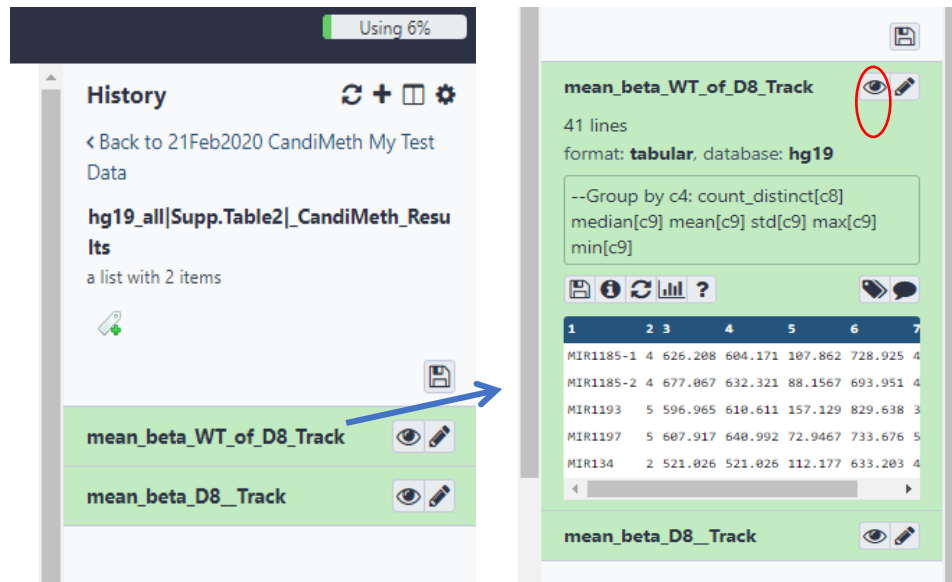 Using 6%
History
Back to 21Feb2020 CandiMeth My Test
Data
hg19_all|Supp.Table2|_CandiMeth_Resu
lts
a list with 2 items
mean_beta_WT_of_D8_Track
mean_beta_D8__Track
mean_beta_WT_of_D8_Track
41 lines
format: tabular, database: hg19
--Group by c4: count_distinct[c8]
median[c9] mean[c9] std[c9] max[c9]
min[c9]
?
1 2 3 4 5 6 7
MIR1185-1 4 626.208 604.171 107.862 728.925 4
MIR1185-2 4 677.067 632.321 88.1567 693.951 4
MIR1193 5 596.965 610.611 157.129 829.638 3
MIR1197 5 607.917 640.992 72.9467 733.676 5
MIR134 2 521.026 521.026 112.177 633.203 4
mean_beta_D8__Track